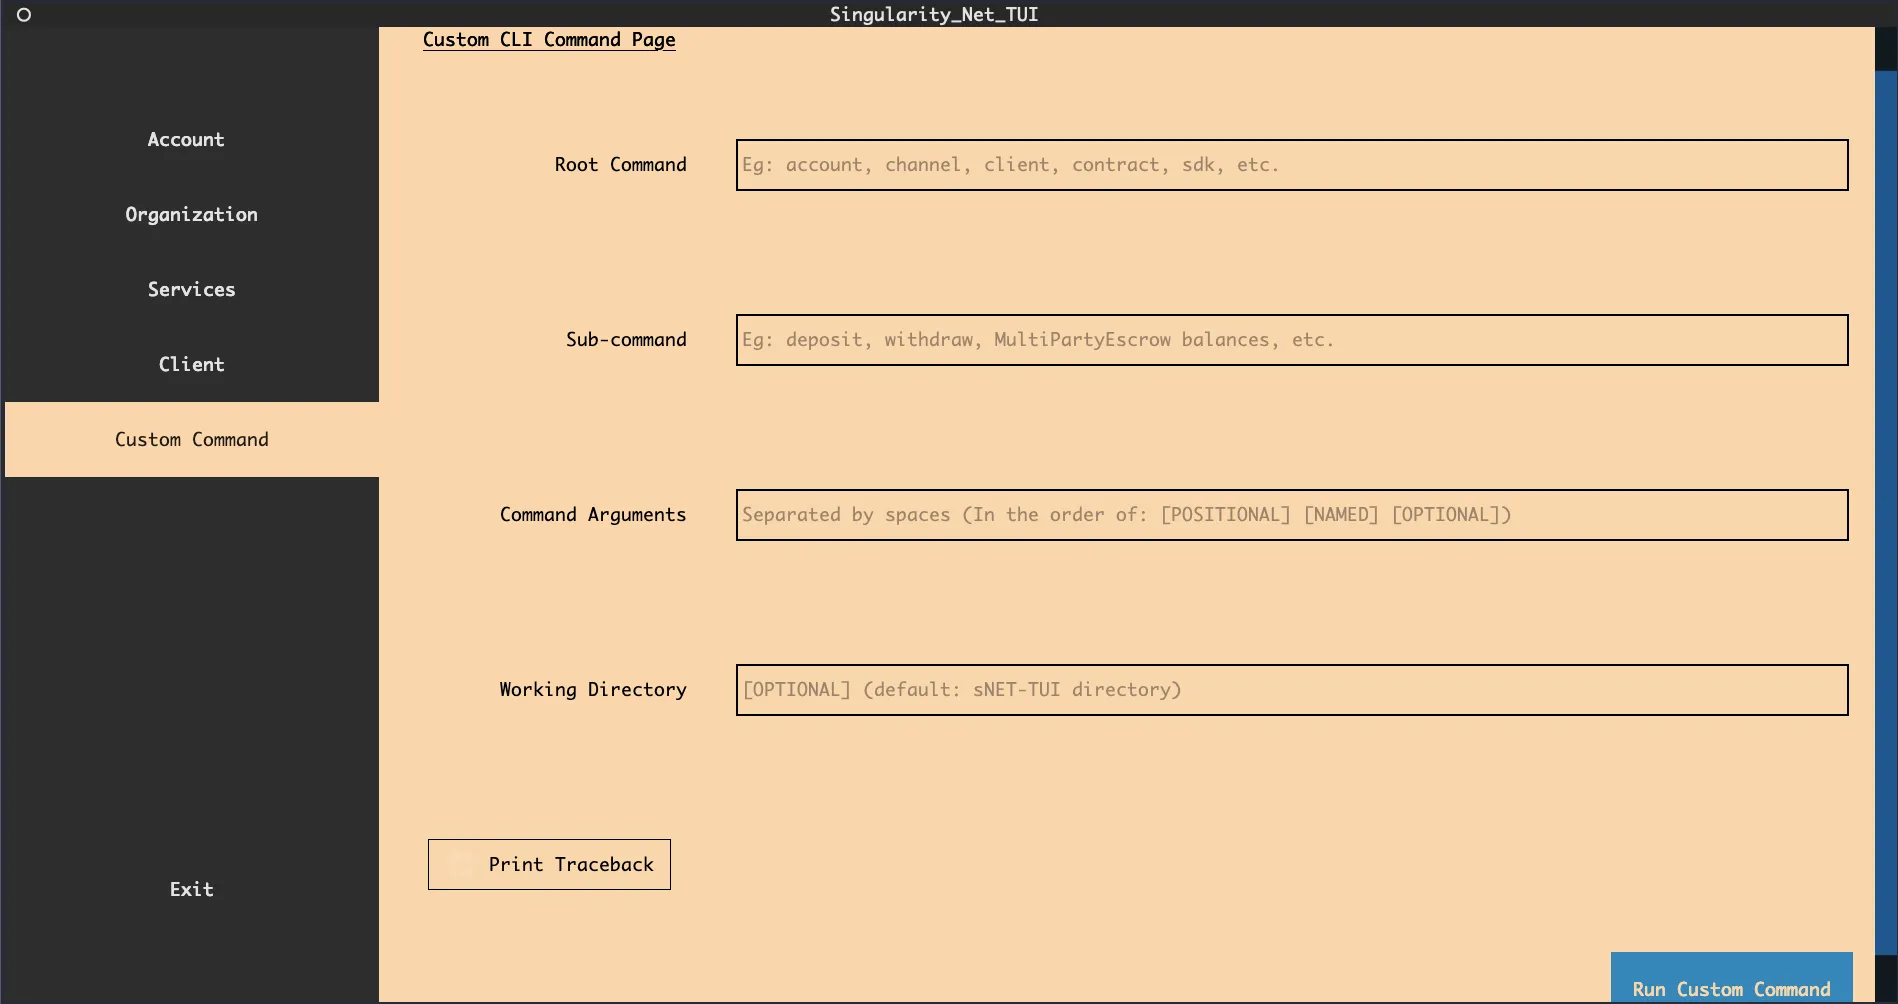 Singularity_Net_TUI
Custom CLI Command Page
Account
Organization
Services
Client
Custom Command
Exit
Root Command
Eg: account, channel, client, contract, sdk, etc.
Sub-command
Eg: deposit, withdraw, MultiPartyEscrow balances, etc.
Command Arguments
Separated by spaces (In the order of: [POSITIONAL] [NAMED] [OPTIONAL])
Working Directory
[OPTIONAL] (default: sNET-TUI directory)
Print Traceback
Run Custom Command